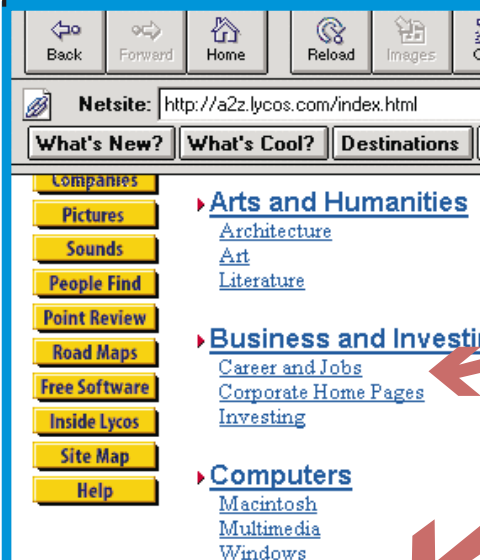 Back Forward Home Reload Images
Netsite: http://a2z.lycos.com/index.html
What's New? What's Cool? Destinations
Companies
Pictures
Sounds
People Find
Point Review
Road Maps
Free Software
Inside Lycos
Site Map
Help
Arts and Humanities
Architecture
Art
Literature
Business and Investi
Career and Jobs
Corporate Home Pages
Investing
Computers
Macintosh
Multimedia
Windows